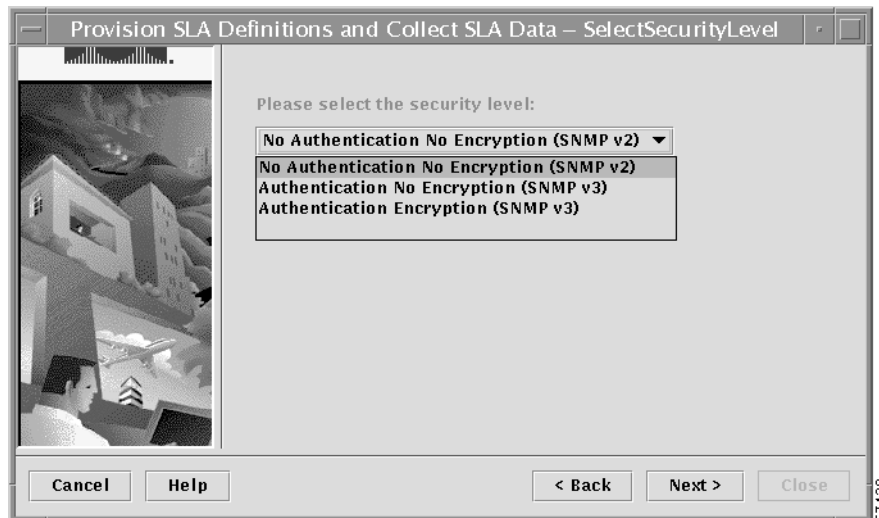 Provision SLA Definitions and Collect SLA Data – SelectSecurityLevel
Please select the security level:
No Authentication No Encryption (SNMP v2)
No Authentication No Encryption (SNMP v2)
Authentication No Encryption (SNMP v3)
Authentication Encryption (SNMP v3)
Cancel Help < Back Next > Close